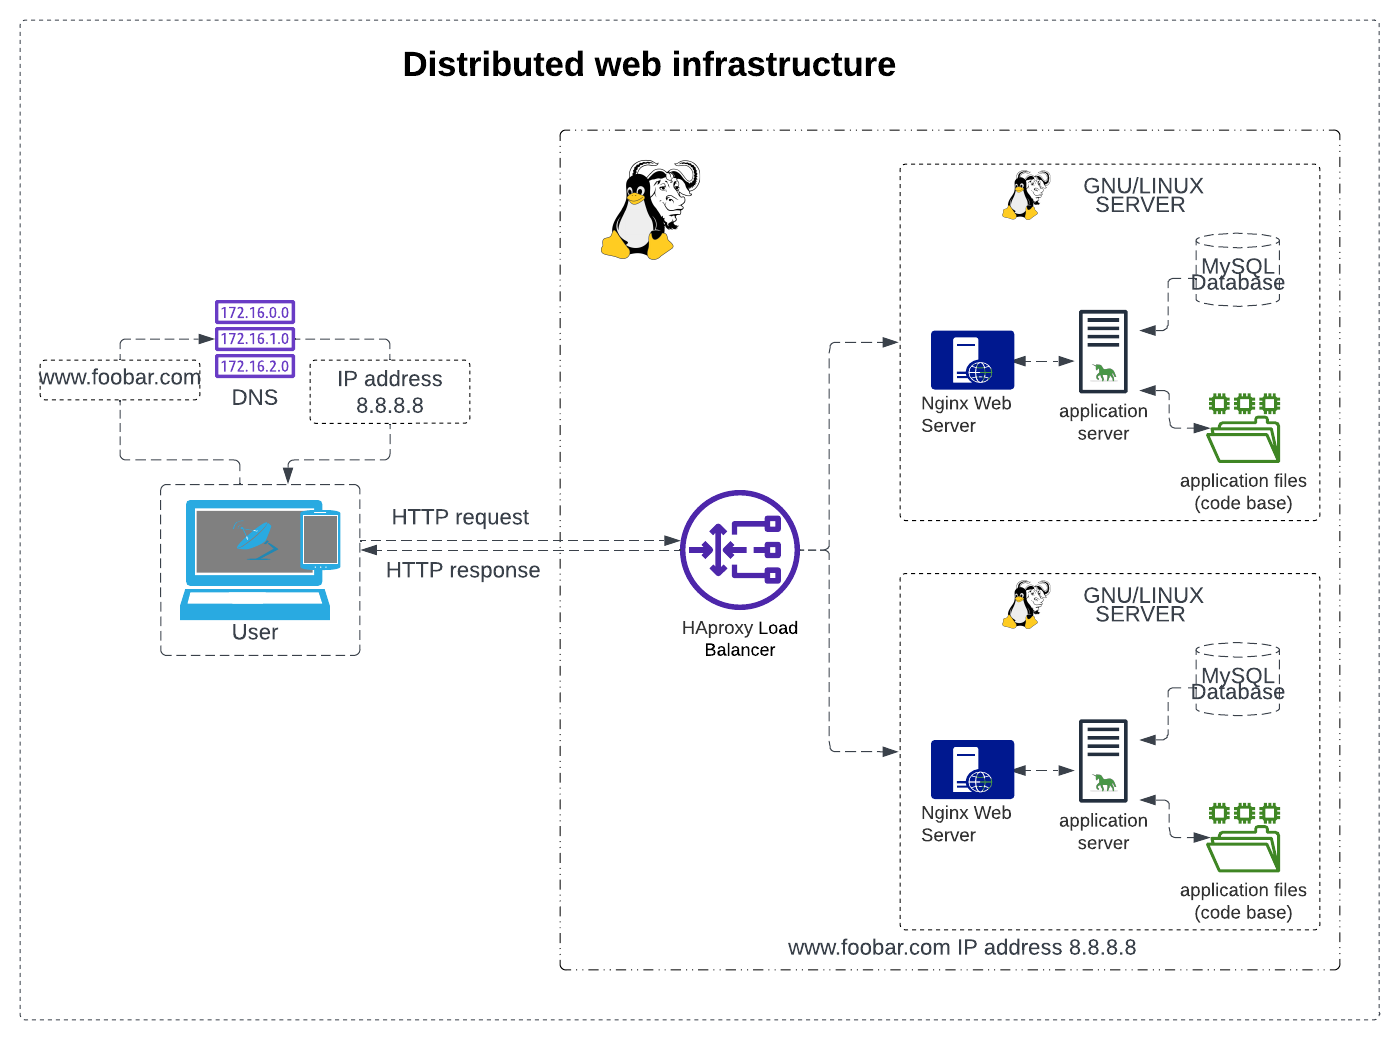 Distributed web infrastructure
172.16.0.0
172.16.1.0
172.16.2.0
DNS
www.foobar.com
IP address
8.8.8.8
User
HTTP request
HTTP response
HAproxy Load
Balancer
GNU/LINUX
SERVER
MySQL
Database
Nginx Web
Server
application
server
application files
(code base)
GNU/LINUX
SERVER
MySQL
Database
Nginx Web
Server
application
server
application files
(code base)
www.foobar.com IP address 8.8.8.8